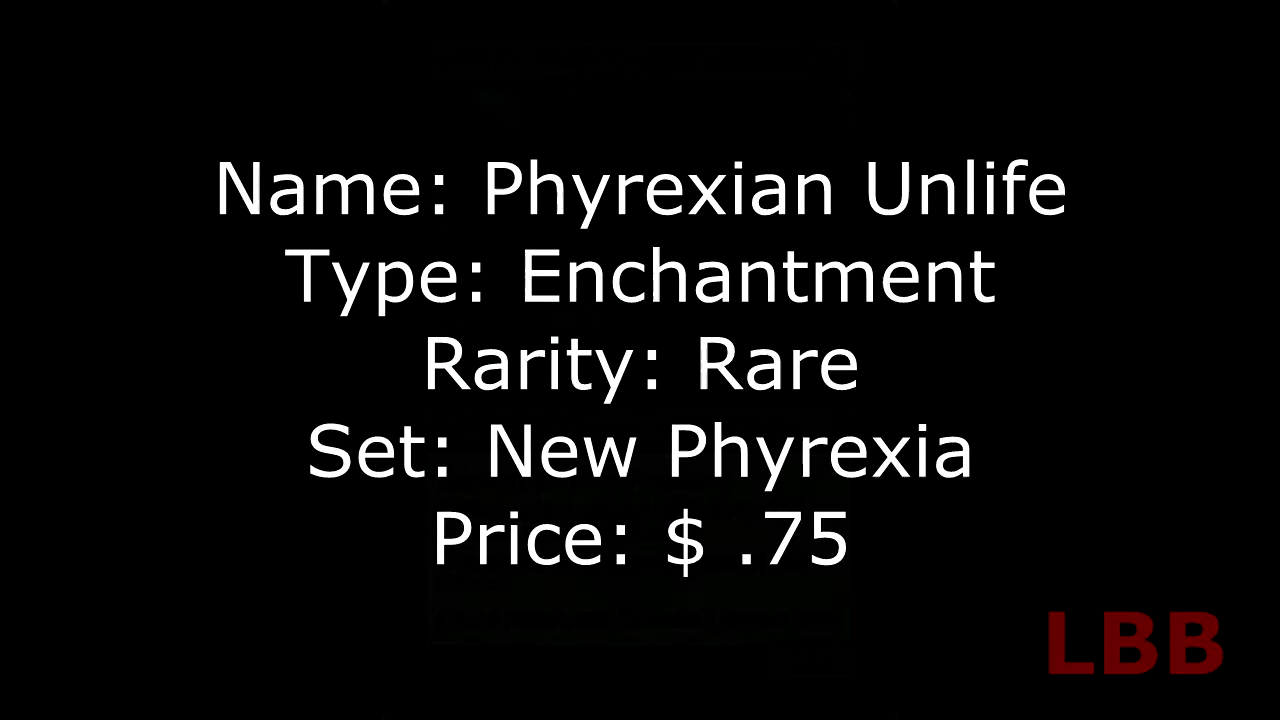 Name: Phyrexian Unlife
Type: Enchantment
Rarity: Rare
Set: New Phyrexia
Price: $ .75
LBB